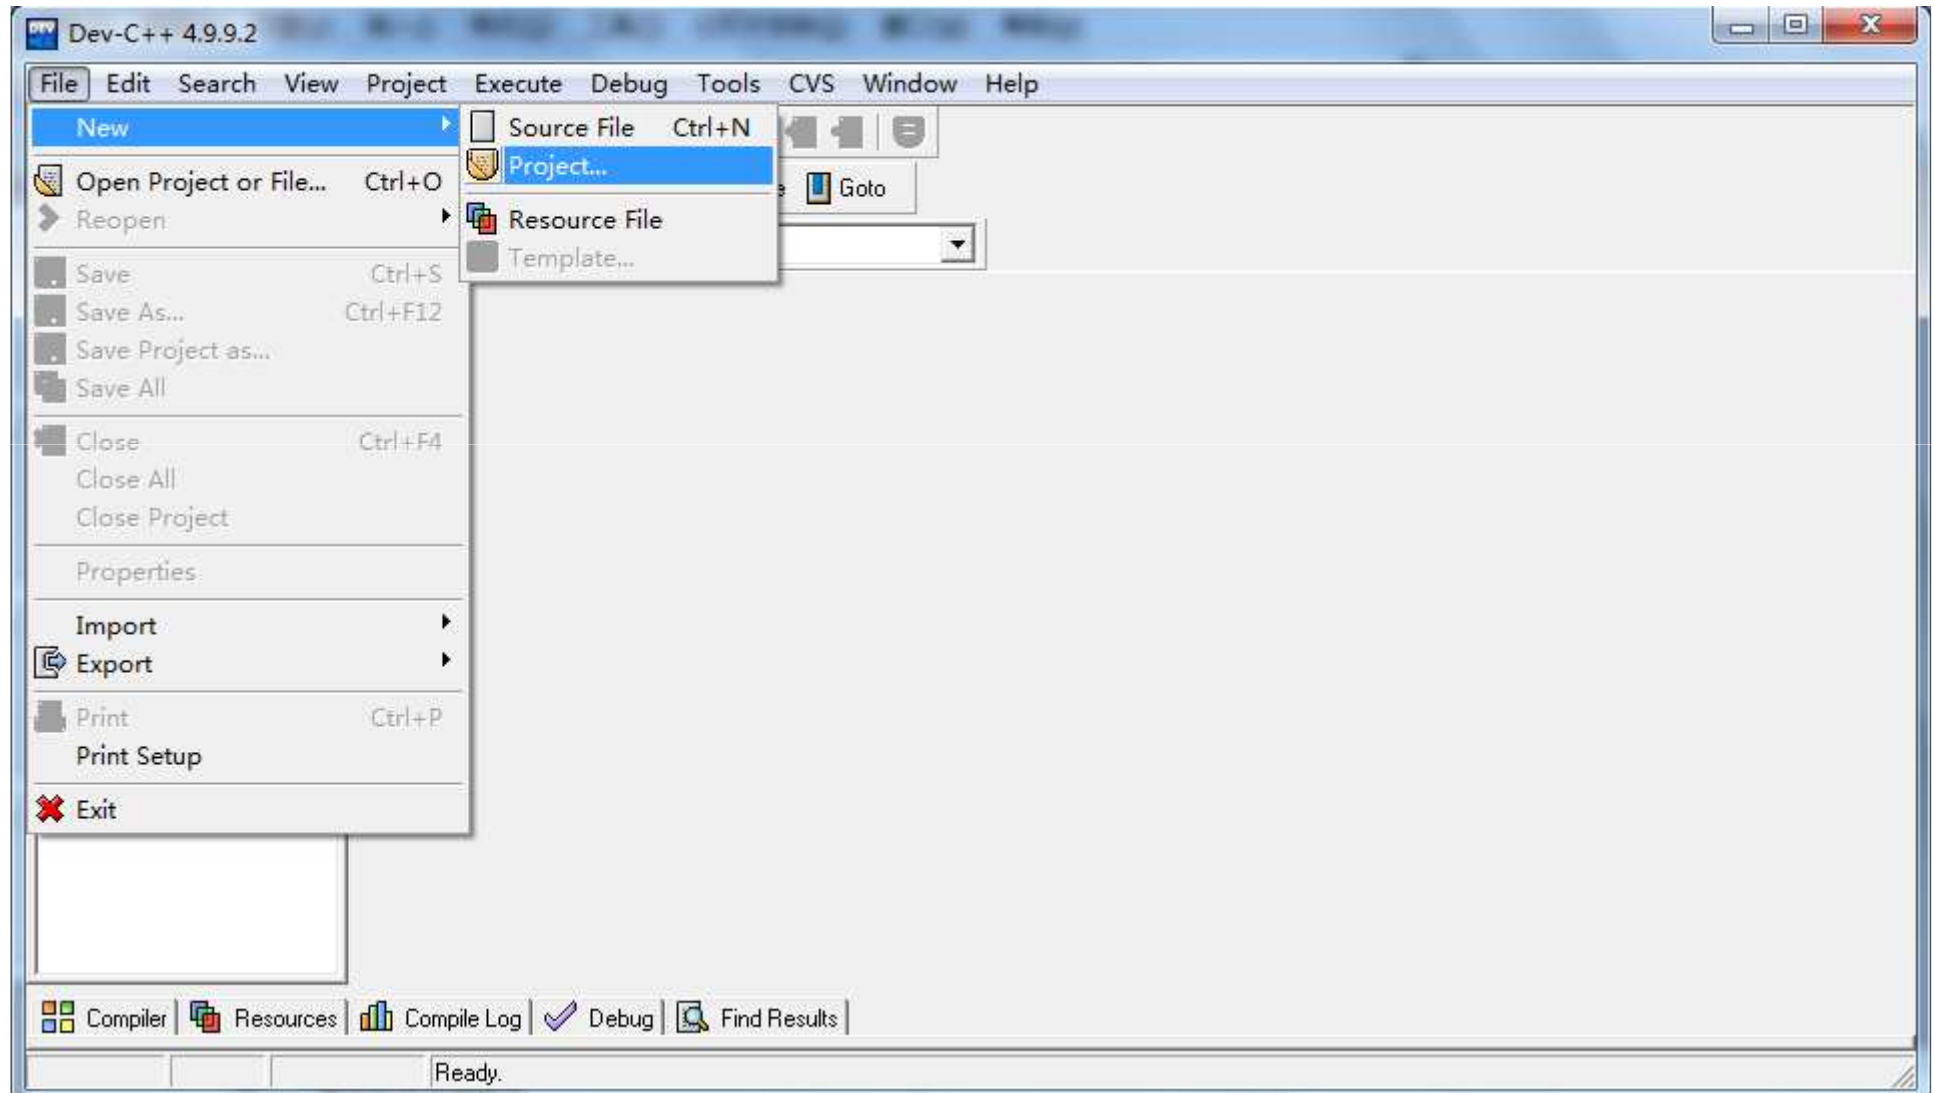 Dev-C++ 4.9.9.2
File Edit Search View Project Execute Debug Tools CVS Window Help
New
Source File Ctrl+N
Project...
Resource File
Template...
Goto
Open Project or File... Ctrl+O
Reopen
Save Ctrl+S
Save As... Ctrl+F12
Save Project as...
Save All
Close Ctrl+F4
Close All
Close Project
Properties
Import
Export
Print Ctrl+P
Print Setup
Exit
Compiler Resources Compile Log Debug Find Results
Ready.